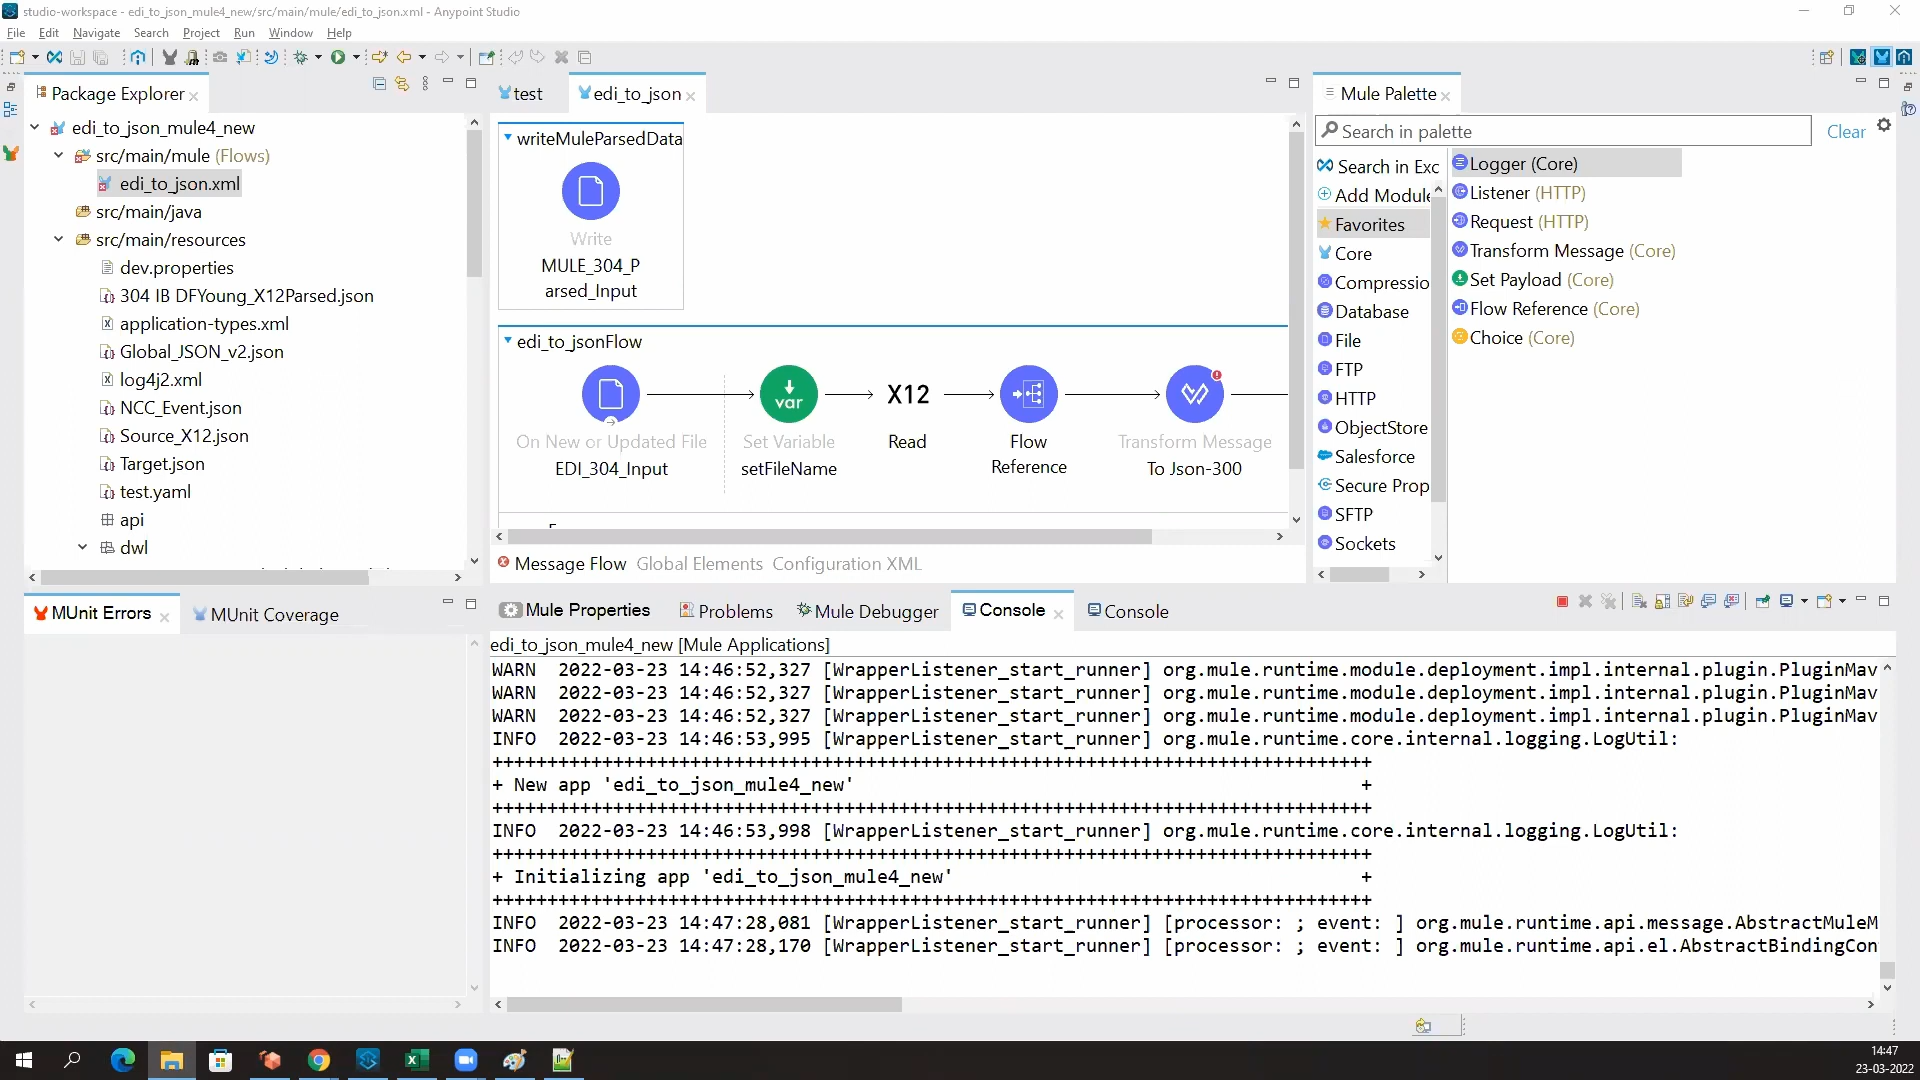 studio-workspace - edi_to_json_mule4_new/src/main/mule/edi_to_json.xml - Anypoint Studio
File Edit Navigate Search Project Run Window Help
Package Explorer
edi_to_json_mule4_new
src/main/mule (Flows)
edi_to_json.xml
src/main/java
src/main/resources
dev.properties
304 IB DFYoung_X12Parsed.json
application-types.xml
Global_JSON_v2.json
log4j2.xml
NCC_Event.json
Source_X12.json
Target.json
test.yaml
api
dwl
test
edi_to_json
writeMuleParsedData
Write
MULE_304_P
arsed_Input
edi_to_jsonFlow
var
X12
On New or Updated File
EDI_304_Input
Set Variable
setFileName
Read
Flow
Reference
Transform Message
To Json-300
Message Flow Global Elements Configuration XML
Mule Palette
Search in palette
Clear
Search in Exc
Add Module
Favorites
Core
Compressio
Database
File
FTP
HTTP
ObjectStore
Salesforce
Secure Prop
SFTP
Sockets
Logger (Core)
Listener (HTTP)
Request (HTTP)
Transform Message (Core)
Set Payload (Core)
Flow Reference (Core)
Choice (Core)
MUnit Errors
MUnit Coverage
Mule Properties
Problems
Mule Debugger
Console
Console
edi_to_json_mule4_new [Mule Applications]
WARN  2022-03-23 14:46:52,327 [WrapperListener_start_runner] org.mule.runtime.module.deployment.impl.internal.plugin.PluginMav
WARN  2022-03-23 14:46:52,327 [WrapperListener_start_runner] org.mule.runtime.module.deployment.impl.internal.plugin.PluginMav
WARN  2022-03-23 14:46:52,327 [WrapperListener_start_runner] org.mule.runtime.module.deployment.impl.internal.plugin.PluginMav
INFO  2022-03-23 14:46:53,995 [WrapperListener_start_runner] org.mule.runtime.core.internal.logging.LogUtil:
++++++++++++++++++++++++++++++++++++++++++++++++++++++++++++++++++++++++++++++++
+ New app 'edi_to_json_mule4_new' +
++++++++++++++++++++++++++++++++++++++++++++++++++++++++++++++++++++++++++++++++
INFO  2022-03-23 14:46:53,998 [WrapperListener_start_runner] org.mule.runtime.core.internal.logging.LogUtil:
++++++++++++++++++++++++++++++++++++++++++++++++++++++++++++++++++++++++++++++++
+ Initializing app 'edi_to_json_mule4_new' +
++++++++++++++++++++++++++++++++++++++++++++++++++++++++++++++++++++++++++++++++
INFO  2022-03-23 14:47:28,081 [WrapperListener_start_runner] [processor: ; event: ] org.mule.runtime.api.message.AbstractMuleM
INFO  2022-03-23 14:47:28,170 [WrapperListener_start_runner] [processor: ; event: ] org.mule.runtime.api.el.AbstractBindingCon
14:47
23-03-2022